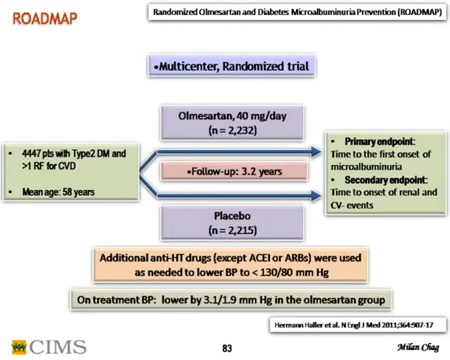 ROADMAP
Randomized Olmesartan and Diabetes Microalbuminuria Prevention (ROADMAP)
•Multicenter, Randomized trial
Olmesartan, 40 mg/day
(n = 2,232)
• 4447 pts with Type2 DM and
>1 RF for CVD
• Mean age: 58 years
•Follow-up: 3.2 years
• Primary endpoint:
Time to the first onset of
microalbuminuria
• Secondary endpoint:
Time to onset of renal and
CV- events
Placebo
(n = 2,215)
Additional anti-HT drugs (except ACEI or ARBs) were used
as needed to lower BP to < 130/80 mm Hg
On treatment BP: lower by 3.1/1.9 mm Hg in the olmesartan group
Hermann Haller et al. N Engl J Med 2011;364:907-17
CIMS
83
Milan Chag